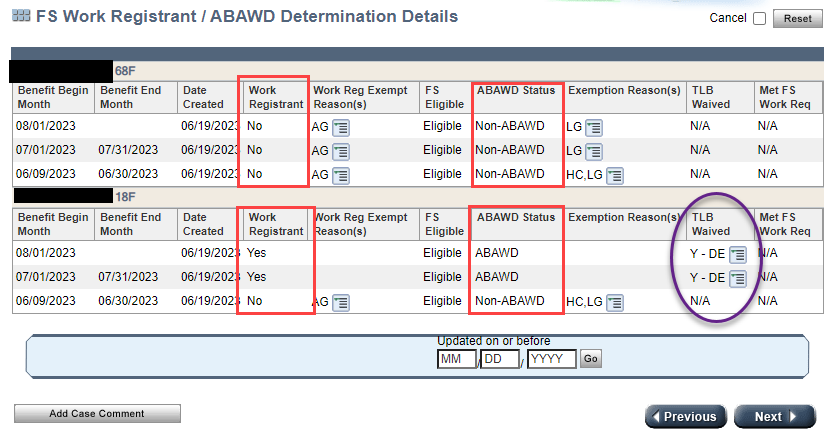 FS Work Registrant / ABAWD Determination Details
Cancel Reset
68F
Benefit Begin Month Benefit End Month Date Created Work Registrant Work Reg Exempt Reason(s) FS Eligible ABAWD Status Exemption Reason(s) TLB Waived Met FS Work Req
08/01/2023 06/19/2023 No AG Eligible Non-ABAWD LG N/A N/A
07/01/2023 07/31/2023 06/19/2023 No AG Eligible Non-ABAWD LG N/A N/A
06/09/2023 06/30/2023 06/19/2023 No AG Eligible Non-ABAWD HC,LG N/A N/A
18F
Benefit Begin Month Benefit End Month Date Created Work Registrant Work Reg Exempt Reason(s) FS Eligible ABAWD Status Exemption Reason(s) TLB Waived Met FS Work Req
08/01/2023 06/19/2023 Yes Eligible ABAWD Y - DE N/A
07/01/2023 07/31/2023 06/19/2023 Yes Eligible ABAWD Y - DE N/A
06/09/2023 06/30/2023 06/19/2023 No AG Eligible Non-ABAWD HC,LG N/A N/A
Updated on or before
MM / DD / YYYY Go
Add Case Comment Previous Next